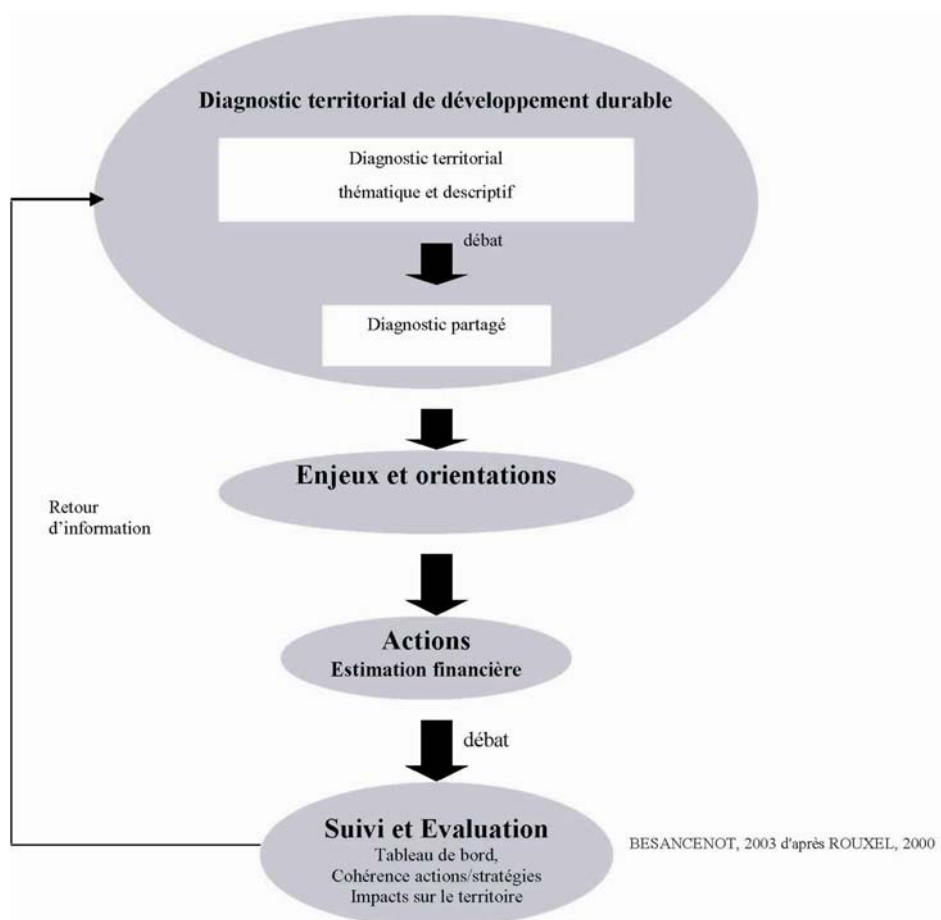 Diagnostic territorial de développement durable
Diagnostic territorial
thématique et descriptif
débat
Diagnostic partagé
Enjeux et orientations
Retour
d’information
Actions
Estimation financière
débat
Suivi et Evaluation
Tableau de bord,
Cohérence actions/stratégies
Impacts sur le territoire
BESANCENOT, 2003 d'après ROUXEL, 2000